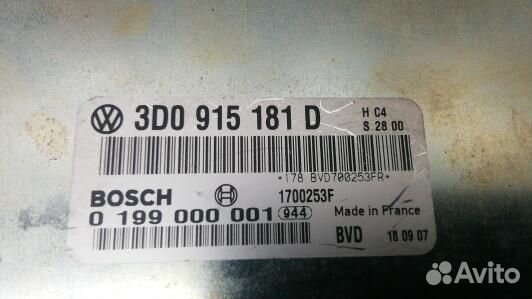 3D0 915 181 D
H C4
S 28 00
*178 BVD700253FR*
BOSCH
1700253F
0 199 000 001 944
Made in France
BVD 18 09 07
Avito